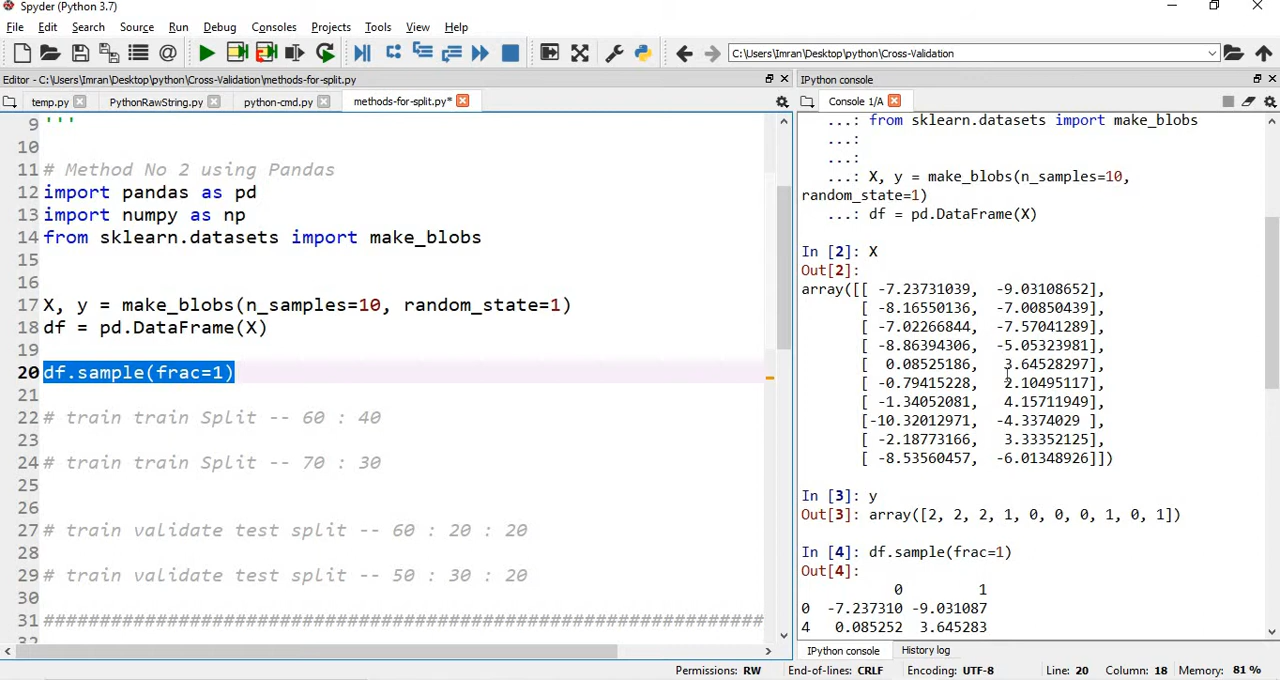 Spyder (Python 3.7)
File Edit Search Source Run Debug Consoles Projects Tools View Help
C:\Users\Imran\Desktop\python\Cross-Validation
Editor - C:\Users\Imran\Desktop\python\Cross-Validation\methods-for-split.py
temp.py PythonRawString.py python-cmd.py methods-for-split.py*
9 '''
10
11 # Method No 2 using Pandas
12 import pandas as pd
13 import numpy as np
14 from sklearn.datasets import make_blobs
15
16
17 X, y = make_blobs(n_samples=10, random_state=1)
18 df = pd.DataFrame(X)
19
20 df.sample(frac=1)
21
22 # train train Split -- 60 : 40
23
24 # train train Split -- 70 : 30
25
26
27 # train validate test split -- 60 : 20 : 20
28
29 # train validate test split -- 50 : 30 : 20
30
31 ################################################################
IPython console
Console 1/A
...: from sklearn.datasets import make_blobs
...:
...:
...: X, y = make_blobs(n_samples=10,
random_state=1)
...: df = pd.DataFrame(X)
In [2]: X
Out[2]:
array([[ -7.23731039, -9.03108652],
[ -8.16550136, -7.00850439],
[ -7.02266844, -7.57041289],
[ -8.86394306, -5.05323981],
[ 0.08525186, 3.64528297],
[ -0.79415228, 2.10495117],
[ -1.34052081, 4.15711949],
[-10.32012971, -4.3374029 ],
[ -2.18773166, 3.33352125],
[ -8.53560457, -6.01348926]])
In [3]: y
Out[3]: array([2, 2, 2, 1, 0, 0, 0, 1, 0, 1])
In [4]: df.sample(frac=1)
Out[4]:
0 1
0 -7.237310 -9.031087
4 0.085252 3.645283
IPython console History log
Permissions: RW End-of-lines: CRLF Encoding: UTF-8 Line: 20 Column: 18 Memory: 81 %